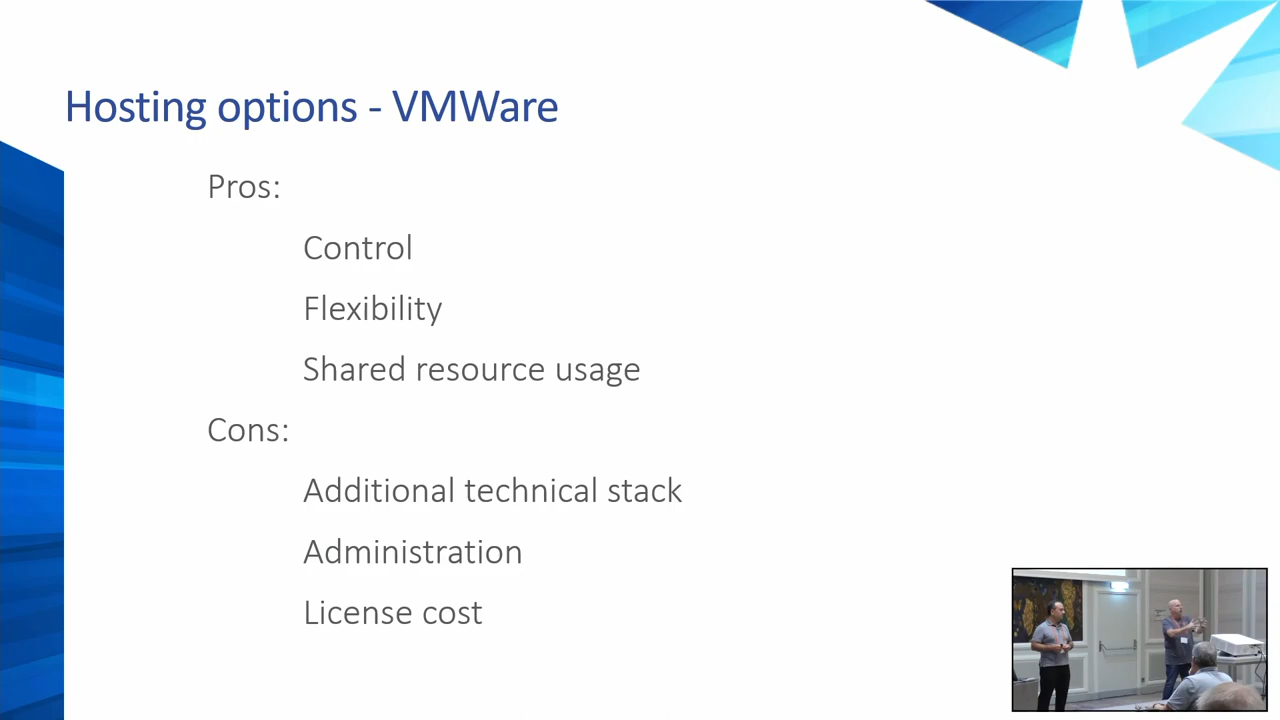 Hosting options - VMWare
Pros:
Control
Flexibility
Shared resource usage
Cons:
Additional technical stack
Administration
License cost